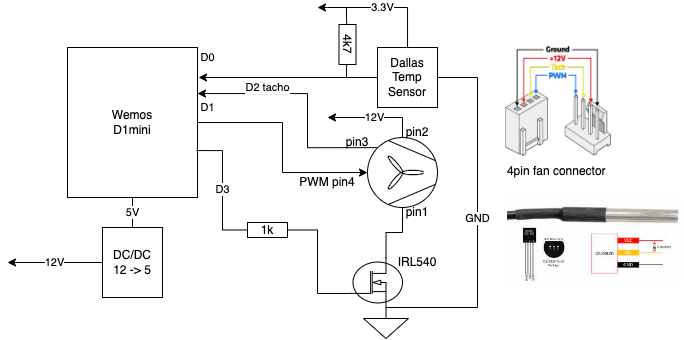 3.3V
4k7
Dallas
Temp
Sensor
D0
D2 tacho
D1
Wemos
D1mini
12V
pin2
pin3
PWM pin4
pin1
D3
5V
1k
GND
DC/DC
12 -> 5
12V
IRL540
Ground
+12V
Tach
PWM
4pin fan connector
VCC
GND